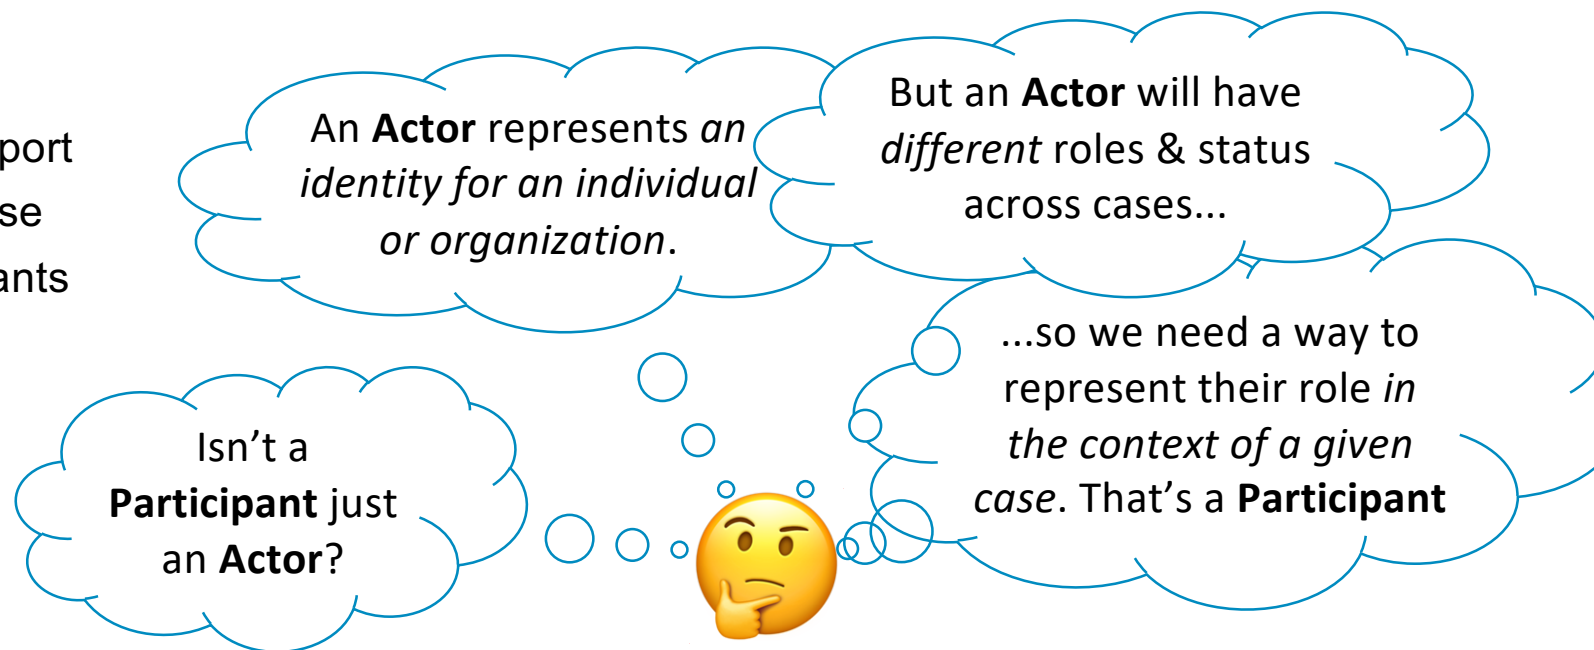 port
se
ants
Isn’t a
Participant just
an Actor?
An Actor represents an
identity for an individual
or organization.
But an Actor will have
different roles & status
across cases...
...so we need a way to
represent their role in
the context of a given
case. That’s a Participant